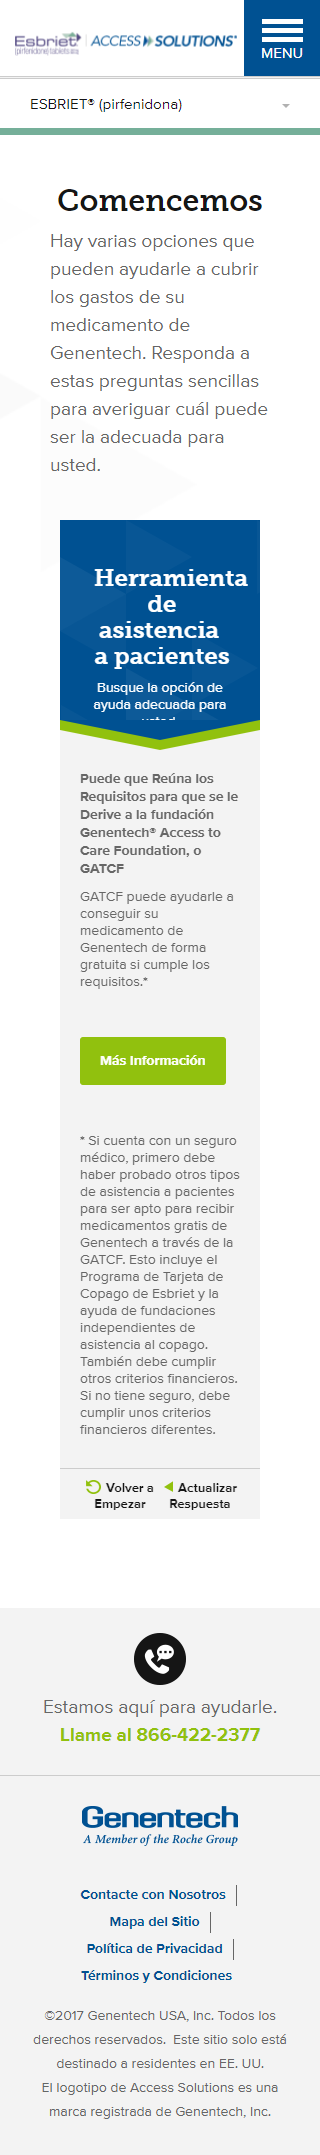 Esbriet | ACCESS SOLUTIONS®
(pirfenidone) tablets
MENU
ESBRIET® (pirfenidona)
Comencemos
Hay varias opciones que
pueden ayudarle a cubrir
los gastos de su
medicamento de
Genentech. Responda a
estas preguntas sencillas
para averiguar cuál puede
ser la adecuada para
usted.
Herramienta
de
asistencia
a pacientes
Busque la opción de
ayuda adecuada para
Puede que Reúna los
Requisitos para que se le
Derive a la fundación
Genentech® Access to
Care Foundation, o
GATCF
GATCF puede ayudarle a
conseguir su
medicamento de
Genentech de forma
gratuita si cumple los
requisitos.*
Más Información
* Si cuenta con un seguro
médico, primero debe
haber probado otros tipos
de asistencia a pacientes
para ser apto para recibir
medicamentos gratis de
Genentech a través de la
GATCF. Esto incluye el
Programa de Tarjeta de
Copago de Esbriet y la
ayuda de fundaciones
independientes de
asistencia al copago.
También debe cumplir
otros criterios financieros.
Si no tiene seguro, debe
cumplir unos criterios
financieros diferentes.
Volver a Empezar
Actualizar Respuesta
Estamos aquí para ayudarle.
Llame al 866-422-2377
Genentech
A Member of the Roche Group
Contacte con Nosotros
Mapa del Sitio
Política de Privacidad
Términos y Condiciones
©2017 Genentech USA, Inc. Todos los
derechos reservados. Este sitio solo está
destinado a residentes en EE. UU.
El logotipo de Access Solutions es una
marca registrada de Genentech, Inc.